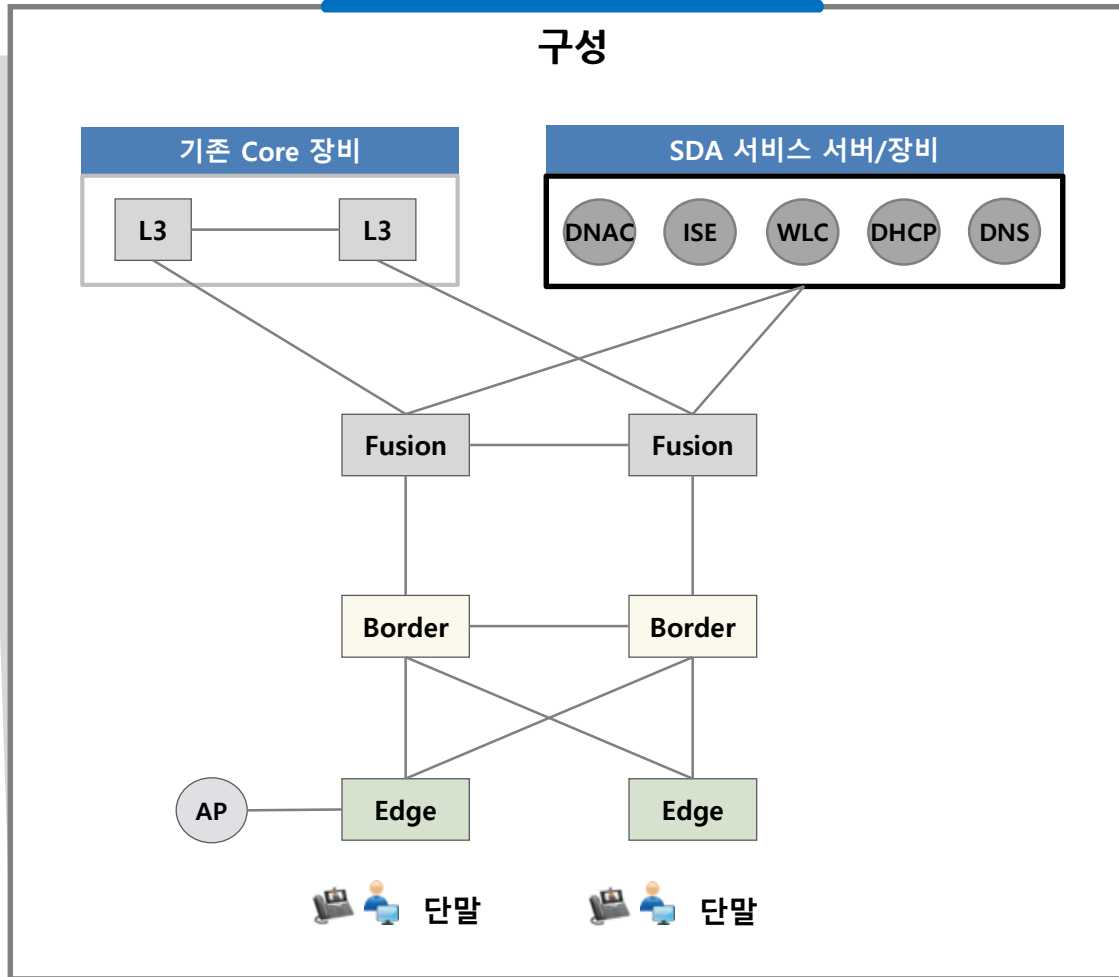 구성
기존 Core 장비
SDA 서비스 서버/장비
L3
L3
DNAC
ISE
WLC
DHCP
DNS
Fusion
Fusion
Border
Border
AP
Edge
Edge
단말
단말